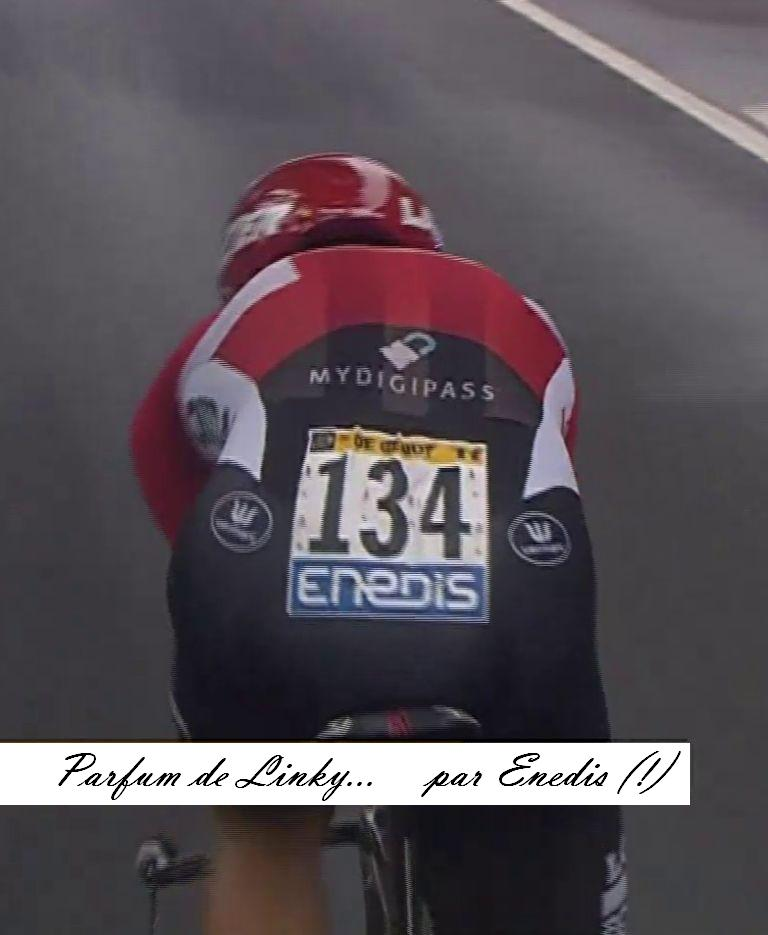 MYDIGIPASS
134
ENEDIS
Parfum de Linky... par Enedis (!)